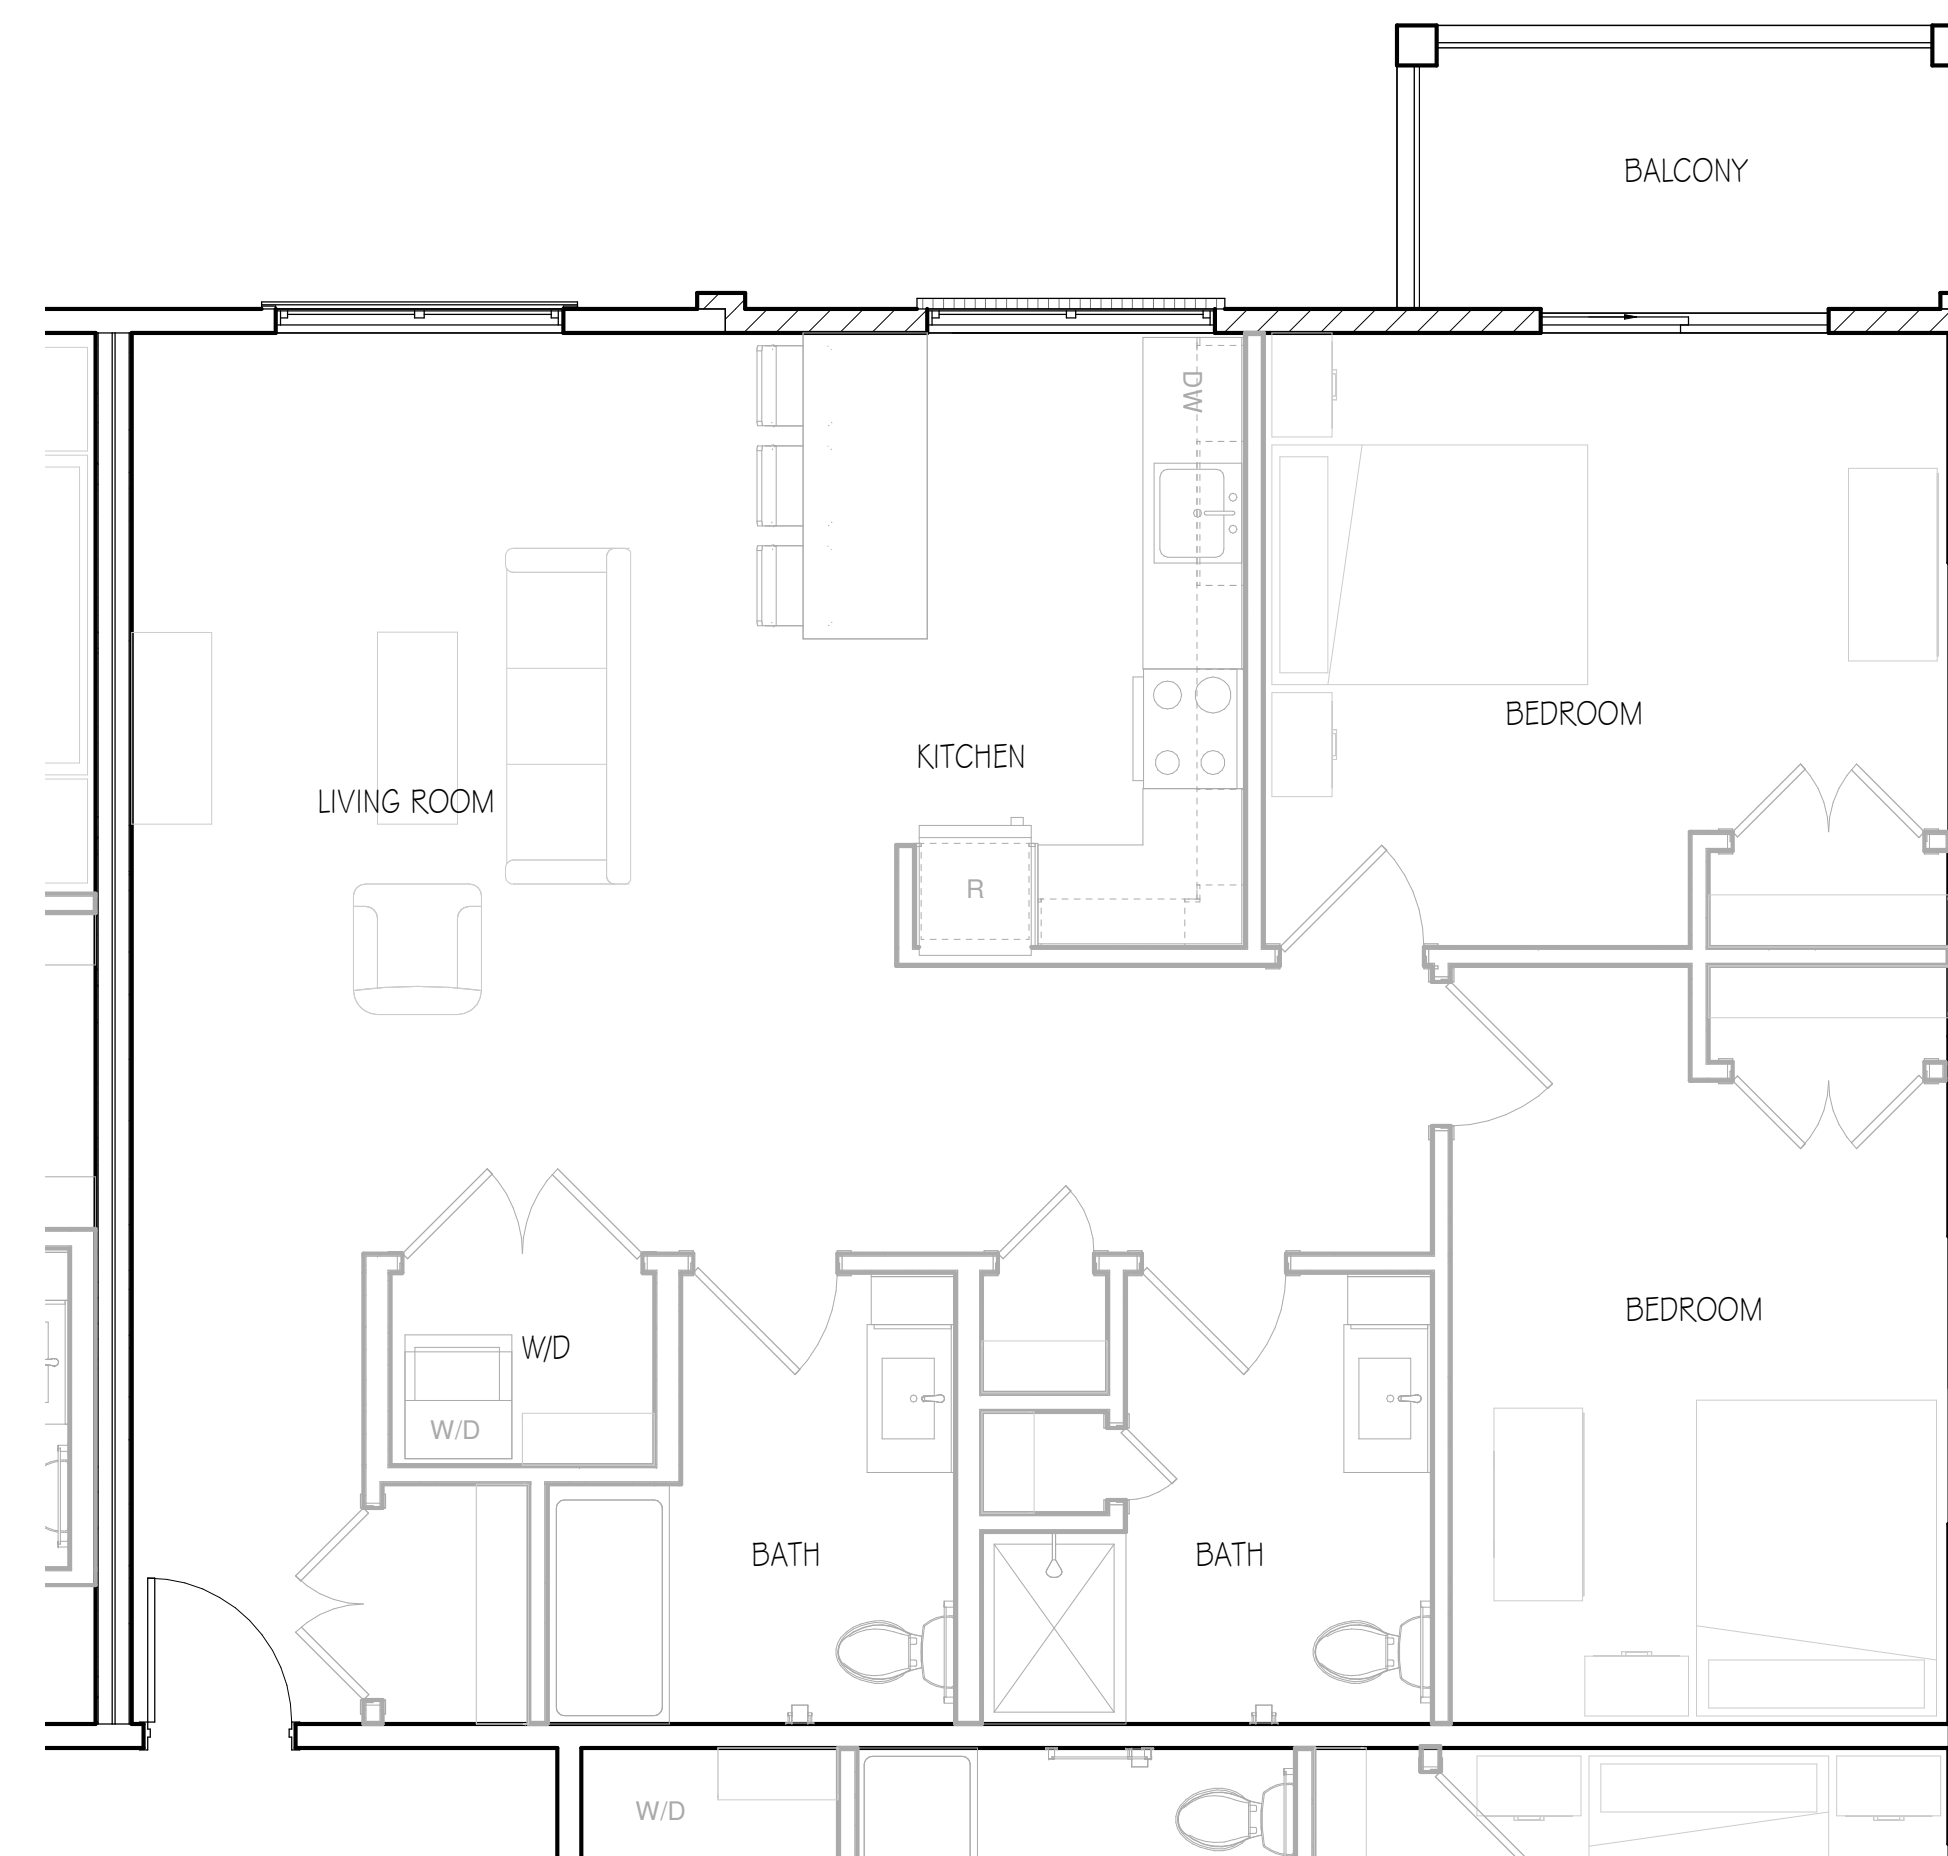 BALCONY
DW
BEDROOM
KITCHEN
LIVING ROOM
R
BEDROOM
W/D
W/D
BATH
BATH
W/D